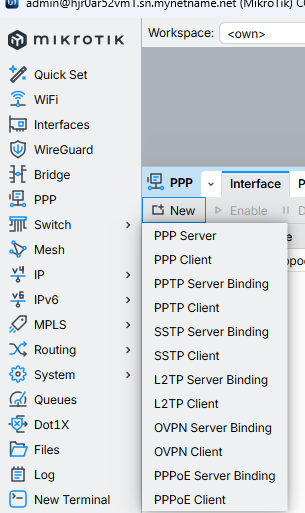 admin@hjr0ar52vm1.sn.mynetname.net (MikroTik)
Workspace: <own>
MIKROTIK
Quick Set
WiFi
Interfaces
WireGuard
Bridge
PPP
Switch
Mesh
v4 IP
v6 IPv6
MPLS
Routing
System
Queues
Dot1X
Files
Log
New Terminal
PPP
Interface
New
Enable
PPP Server
PPP Client
PPTP Server Binding
PPTP Client
SSTP Server Binding
SSTP Client
L2TP Server Binding
L2TP Client
OVPN Server Binding
OVPN Client
PPPoE Server Binding
PPPoE Client